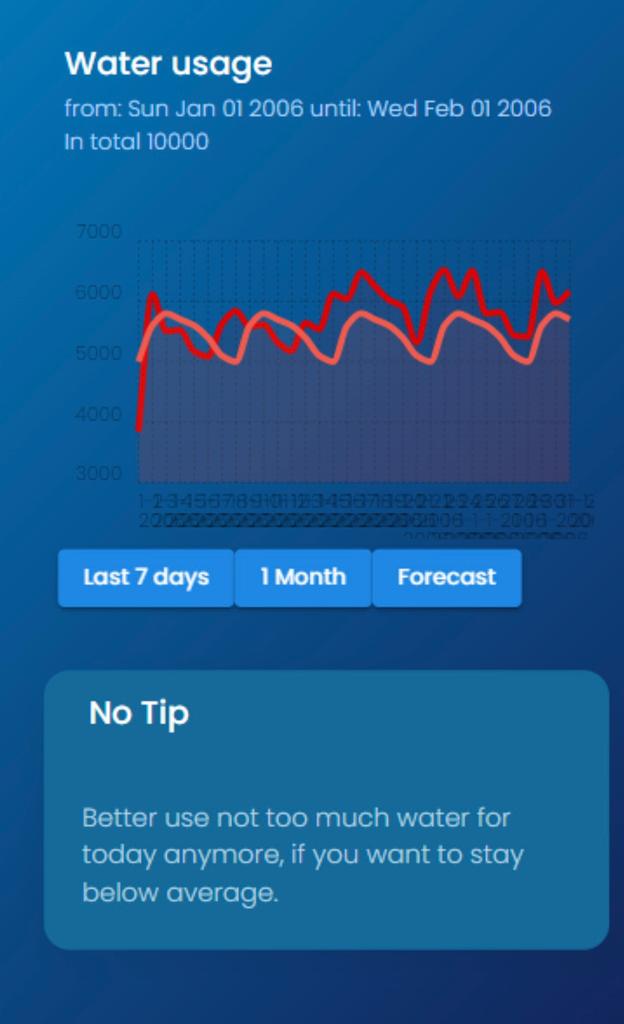 Water usage
from: Sun Jan 01 2006 until: Wed Feb 01 2006
In total 10000
7000
6000
5000
4000
3000
Last 7 days
1 Month
Forecast
No Tip
Better use not too much water for
today anymore, if you want to stay
below average.